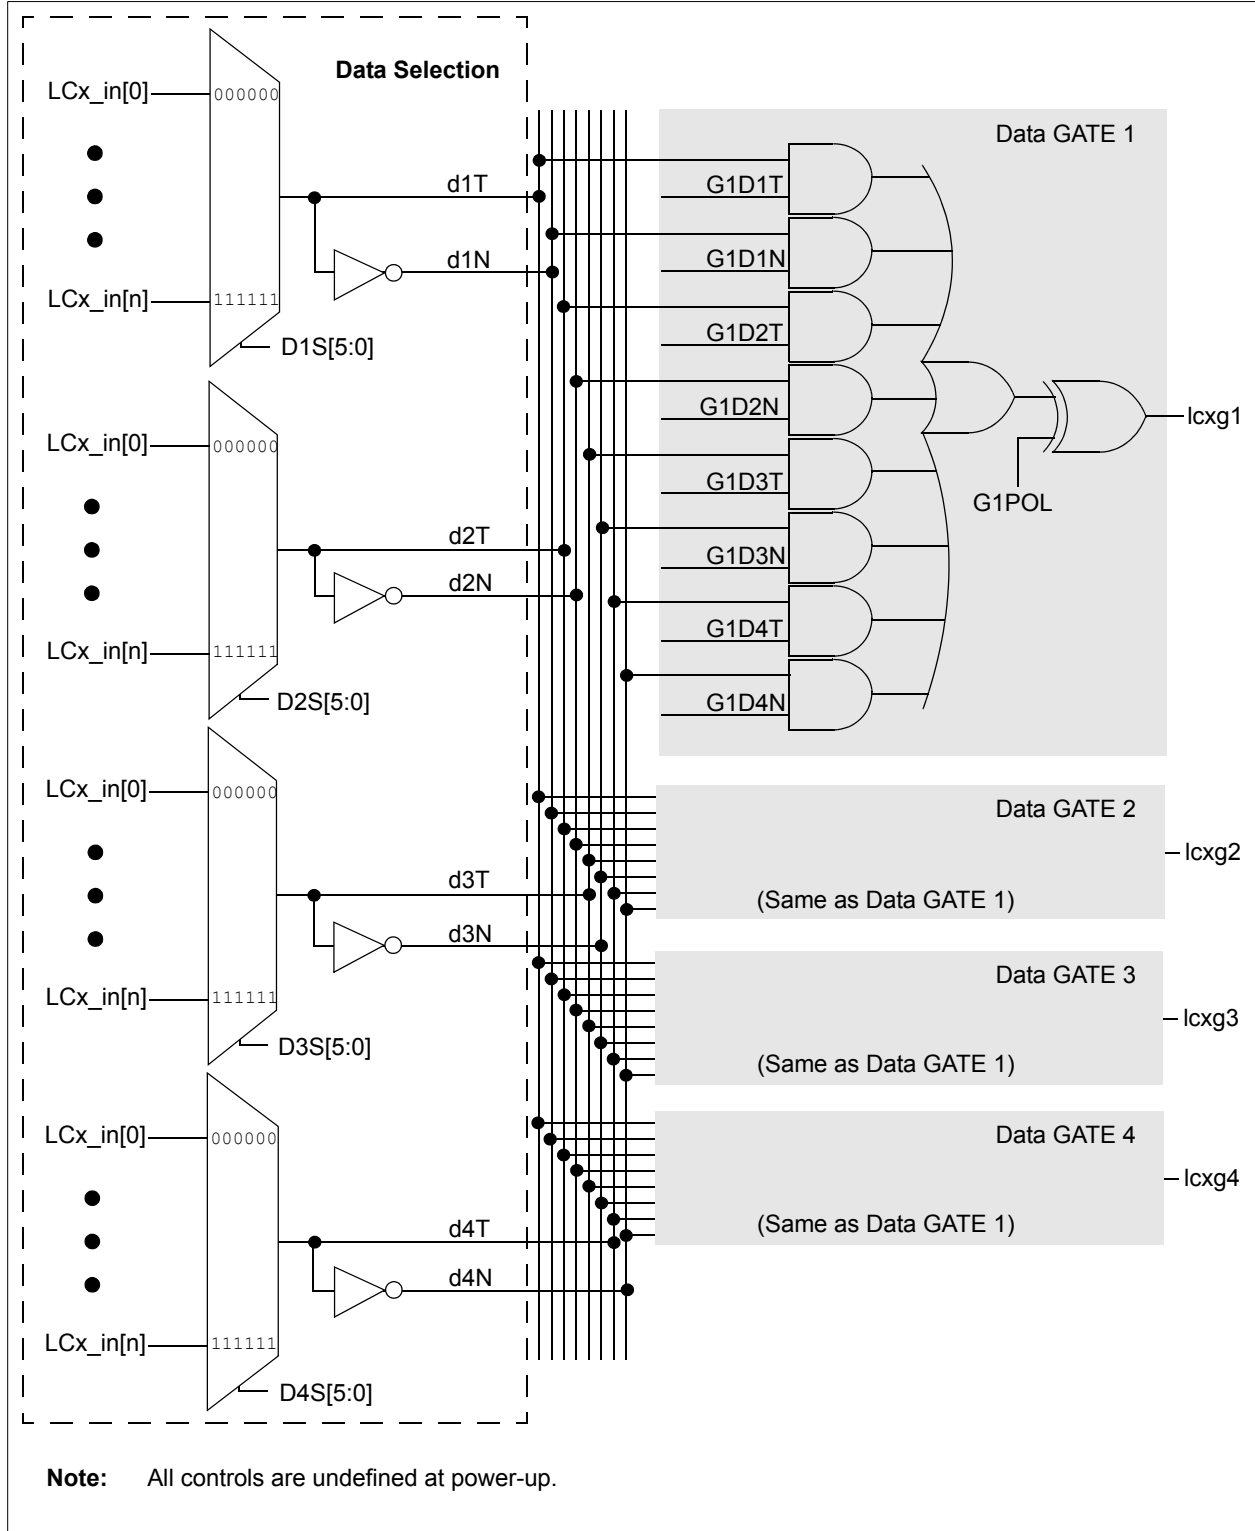 Data Selection
LCx_in[0]
000000
d1T
d1N
LCx_in[n]
111111
D1S[5:0]
LCx_in[0]
000000
d2T
d2N
LCx_in[n]
111111
D2S[5:0]
LCx_in[0]
000000
d3T
d3N
LCx_in[n]
111111
D3S[5:0]
LCx_in[0]
000000
d4T
d4N
LCx_in[n]
111111
D4S[5:0]
Data GATE 1
G1D1T
G1D1N
G1D2T
G1D2N
G1D3T
G1D3N
G1D4T
G1D4N
G1POL
lcxg1
Data GATE 2
(Same as Data GATE 1)
lcxg2
Data GATE 3
(Same as Data GATE 1)
lcxg3
Data GATE 4
(Same as Data GATE 1)
lcxg4
Note: All controls are undefined at power-up.